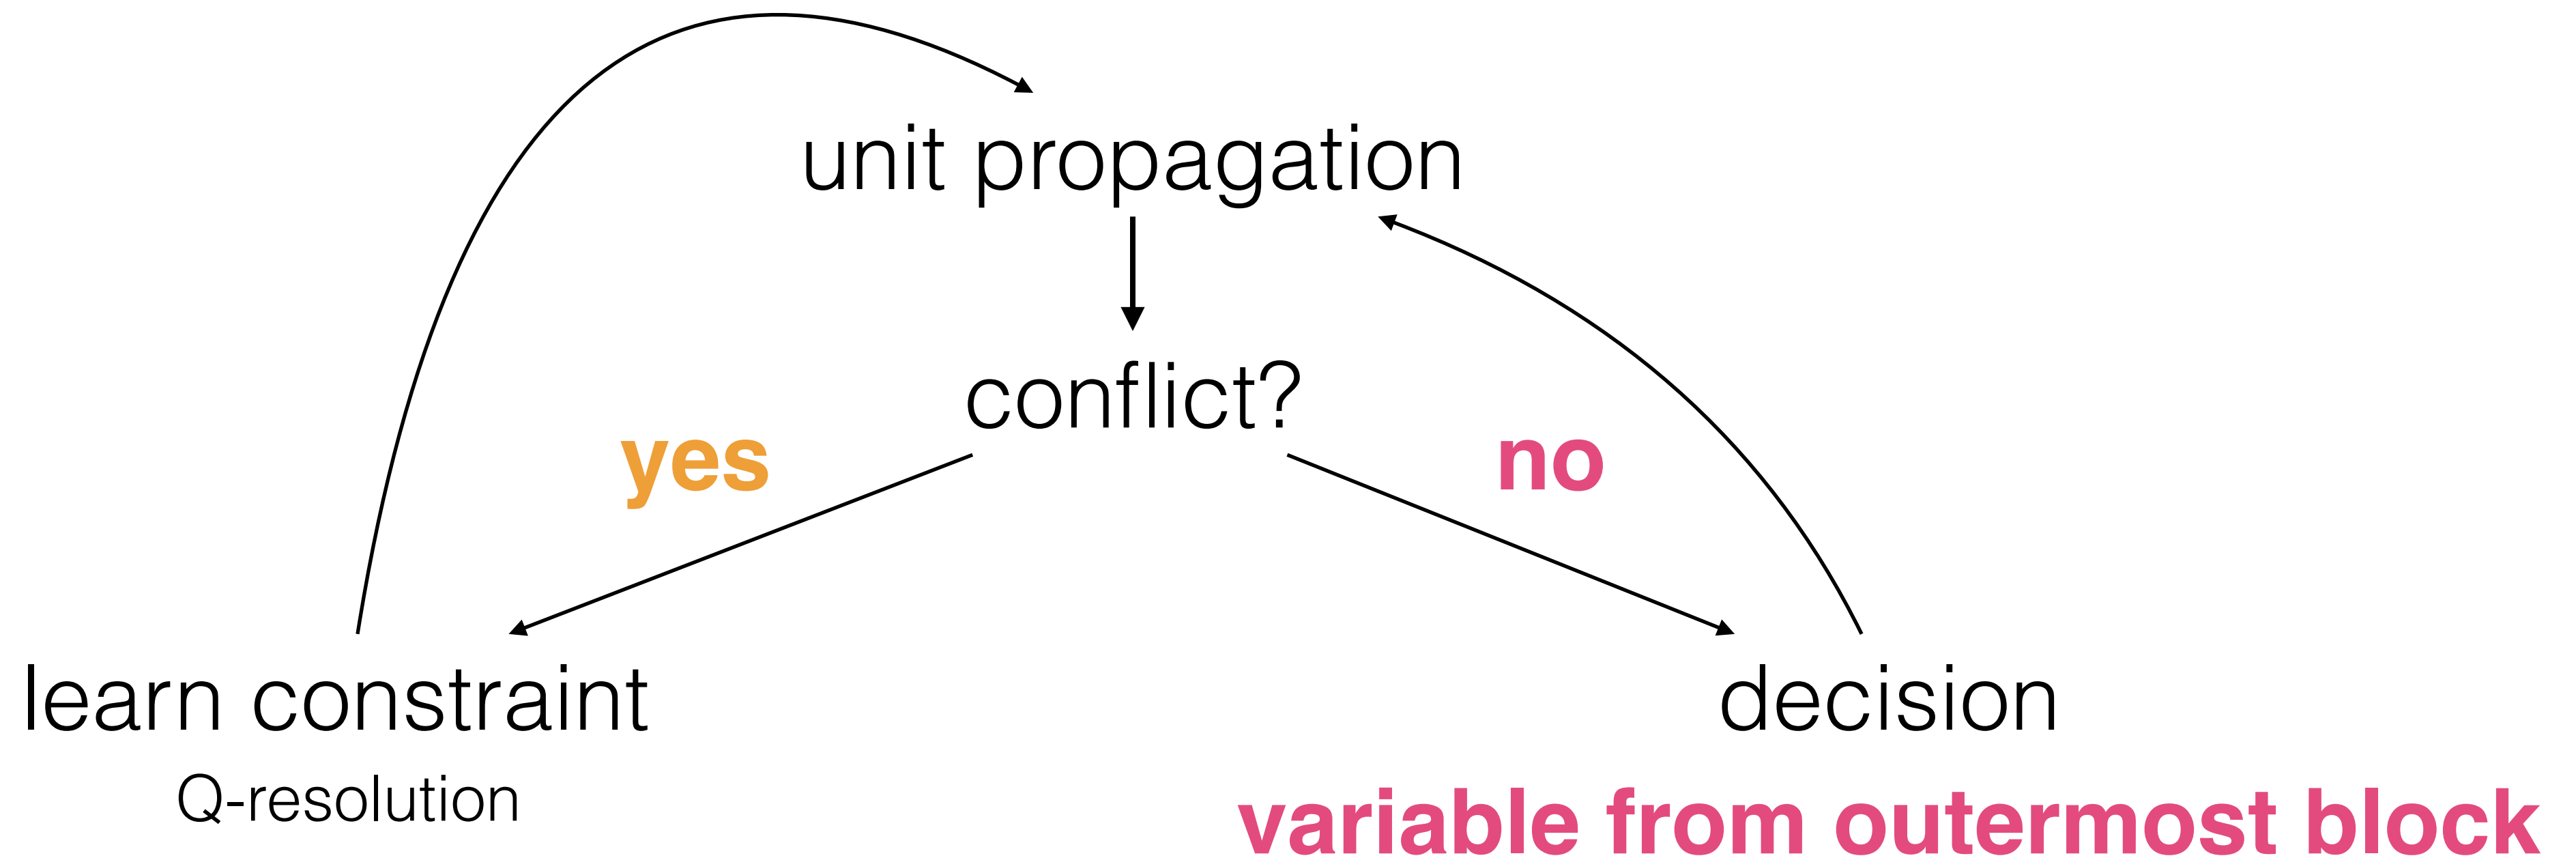 unit propagation
conflict?
yes
no
learn constraint
decision
Q-resolution
variable from outermost block